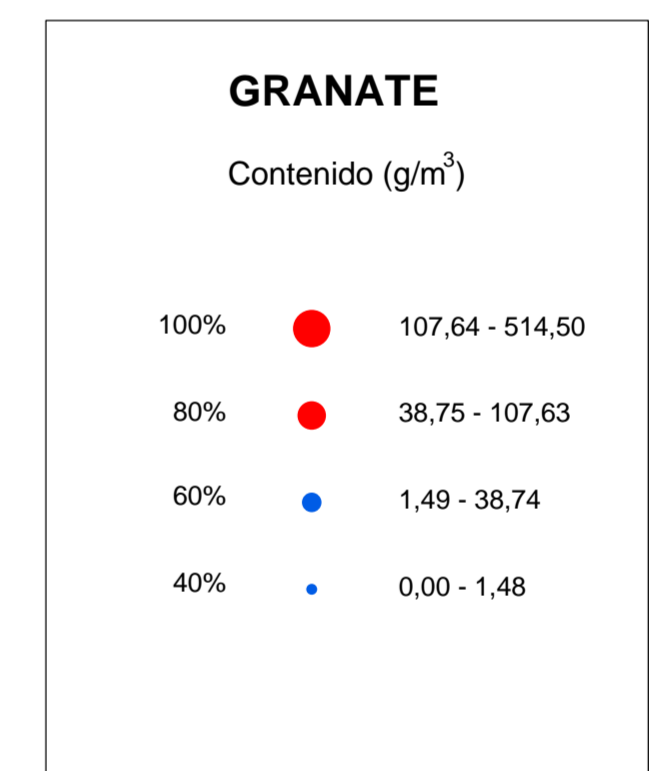 GRANATE
Contenido (g/m³)
100% 107,64 - 514,50
80% 38,75 - 107,63
60% 1,49 - 38,74
40% 0,00 - 1,48